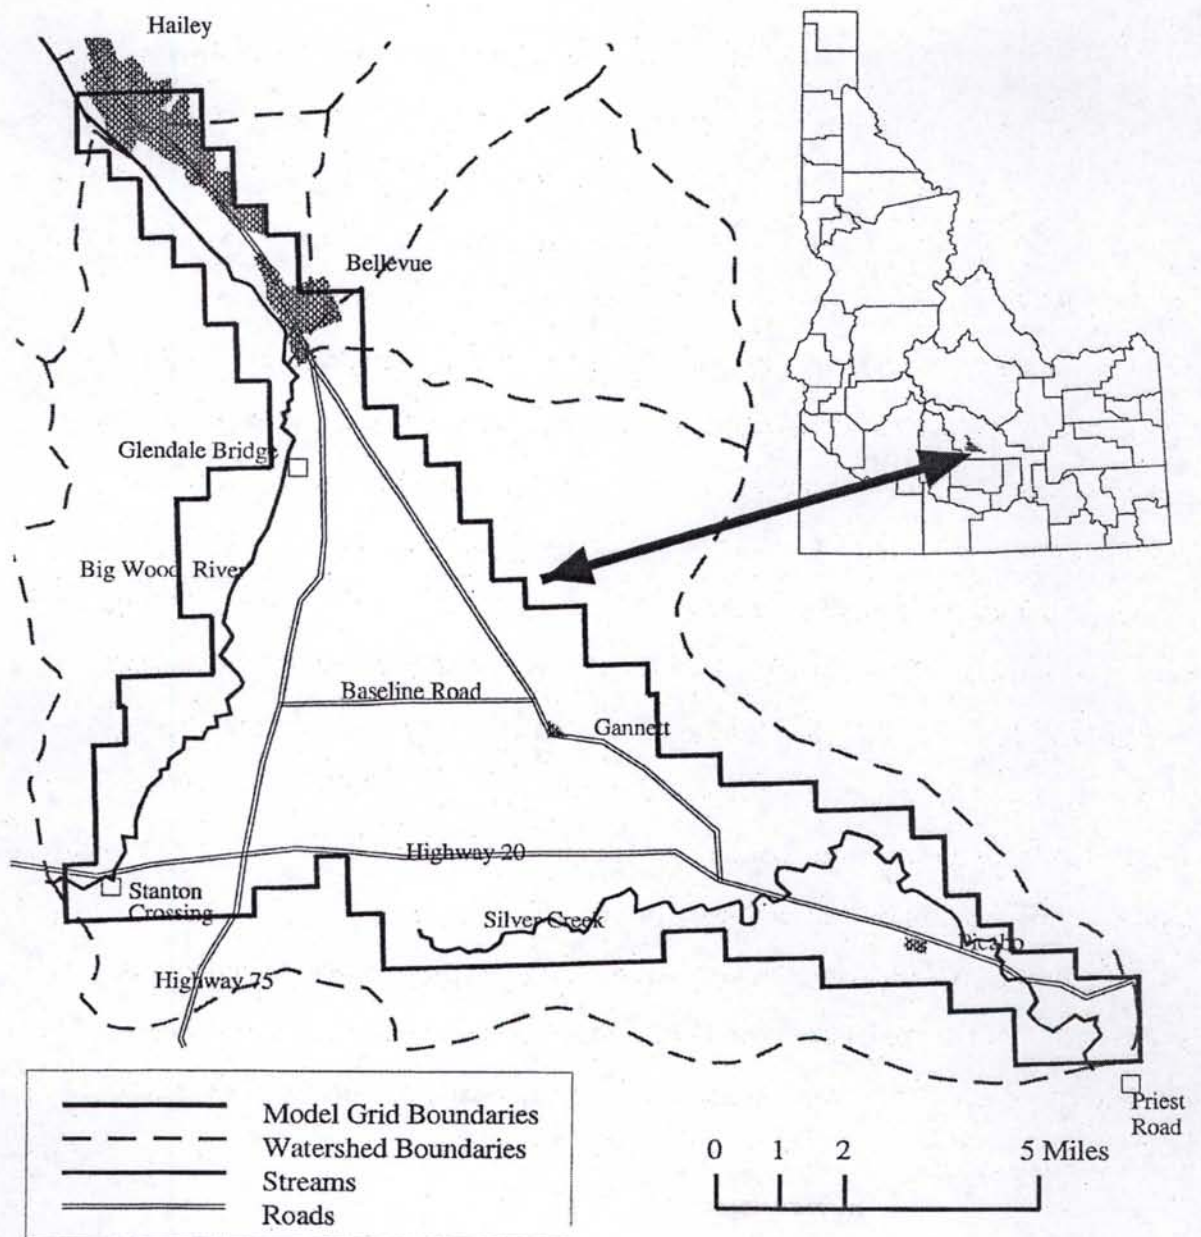 Hailey
Bellevue
Glendale Bridge
Big Wood River
Baseline Road
Gannett
Highway 20
Stanton
Crossing
Silver Creek
Picabo
Highway 75
Priest
Road
Model Grid Boundaries
Watershed Boundaries
Streams
Roads
0 1 2 5 Miles